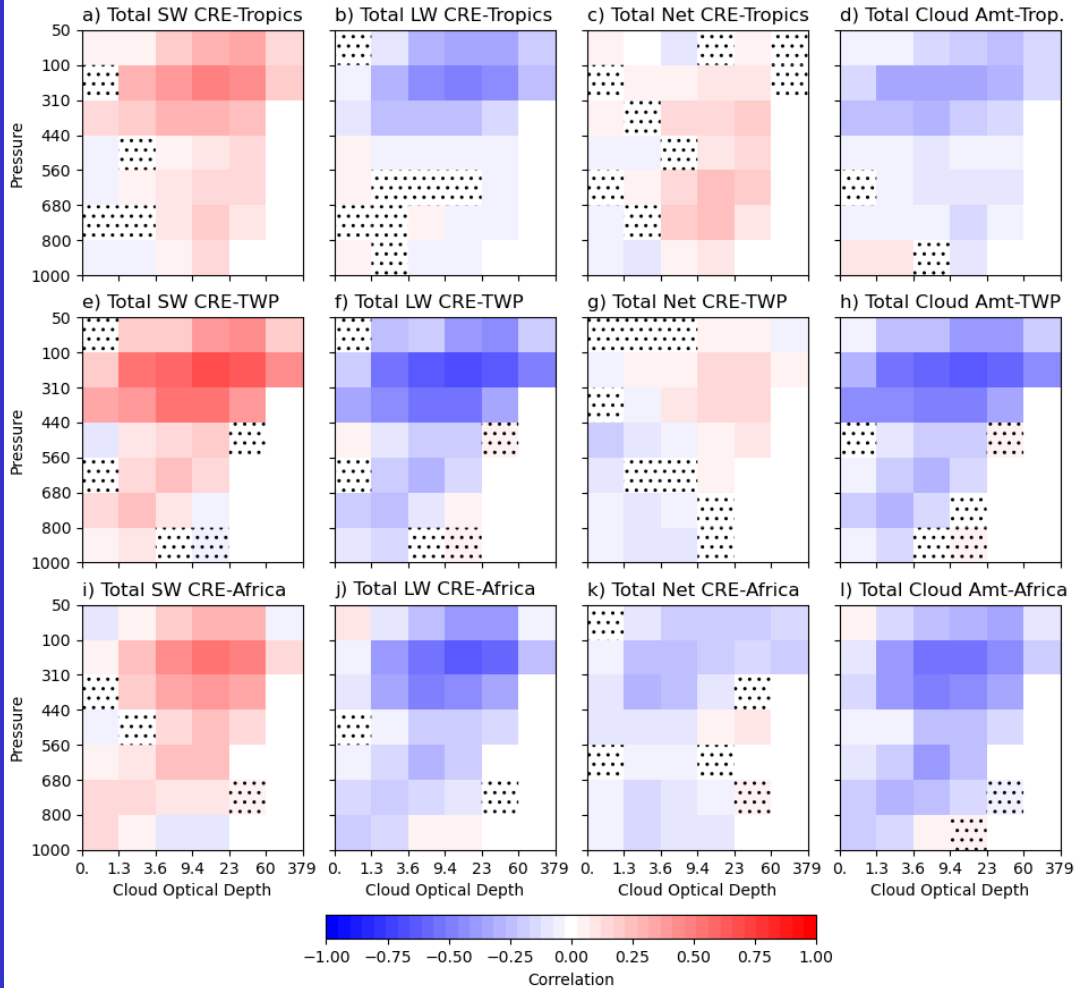 a) Total SW CRE-Tropics b) Total LW CRE-Tropics c) Total Net CRE-Tropics d) Total Cloud Amt-Trop.
50 
100
310
440
560
680
800
1000
Pressure
e) Total SW CRE-TWP f) Total LW CRE-TWP g) Total Net CRE-TWP h) Total Cloud Amt-TWP
50
100
310
440
560
680
800
1000
Pressure
i) Total SW CRE-Africa j) Total LW CRE-Africa k) Total Net CRE-Africa l) Total Cloud Amt-Africa
50
100
310
440
560
680
800
1000
Pressure
0. 1.3 3.6 9.4 23 60 379 0. 1.3 3.6 9.4 23 60 379 0. 1.3 3.6 9.4 23 60 379 0. 1.3 3.6 9.4 23 60 379
Cloud Optical Depth Cloud Optical Depth Cloud Optical Depth Cloud Optical Depth
−1.00 −0.75 −0.50 −0.25 0.00 0.25 0.50 0.75 1.00
Correlation